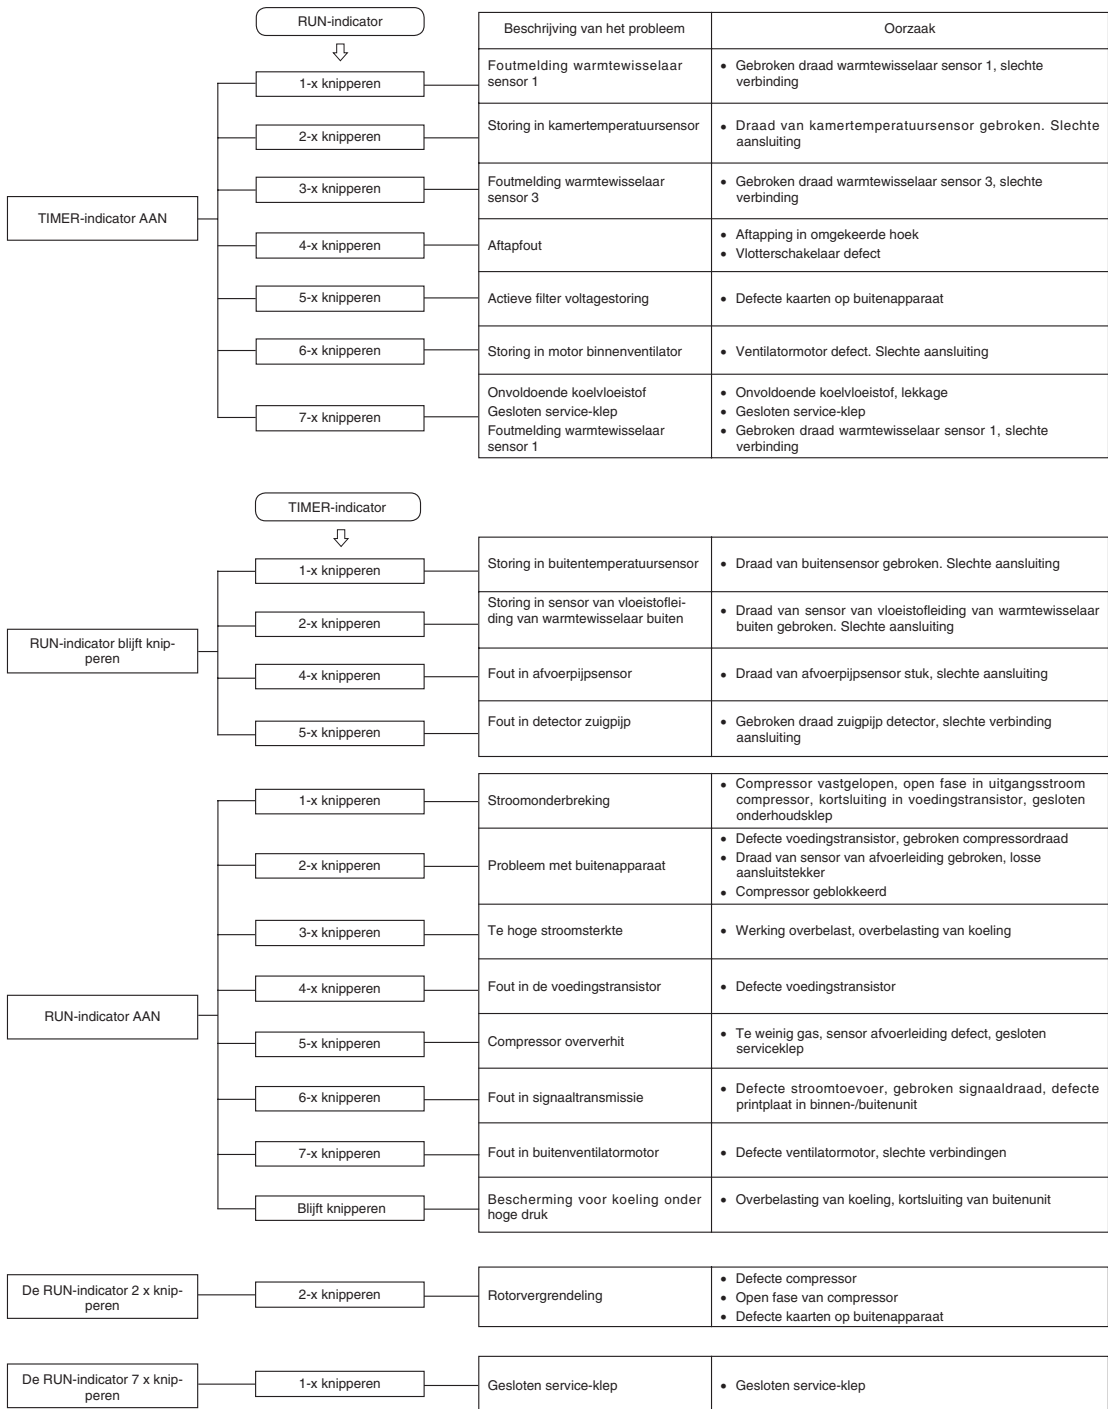 RUN-indicator
Beschrijving van het probleem
Oorzaak
TIMER-indicator AAN
1-x knipperen
Foutmelding warmtewisselaar
sensor 1
• Gebroken draad warmtewisselaar sensor 1, slechte
verbinding
2-x knipperen
Storing in kamertemperatuursensor
• Draad van kamertemperatuursensor gebroken. Slechte
aansluiting
3-x knipperen
Foutmelding warmtewisselaar
sensor 3
• Gebroken draad warmtewisselaar sensor 3, slechte
verbinding
4-x knipperen
Aftapfout
• Aftapping in omgekeerde hoek
• Vlotterschakelaar defect
5-x knipperen
Actieve filter voltagestoring
• Defecte kaarten op buitenapparaat
6-x knipperen
Storing in motor binnenventilator
• Ventilatormotor defect. Slechte aansluiting
7-x knipperen
Onvoldoende koelvloeistof
Gesloten service-klep
Foutmelding warmtewisselaar
sensor 1
• Onvoldoende koelvloeistof, lekkage
• Gesloten service-klep
• Gebroken draad warmtewisselaar sensor 1, slechte
verbinding
TIMER-indicator
RUN-indicator blijft knip-
peren
1-x knipperen
Storing in buitentemperatuursensor
• Draad van buitensensor gebroken. Slechte aansluiting
2-x knipperen
Storing in sensor van vloeistoflei-
ding van warmtewisselaar buiten
• Draad van sensor van vloeistofleiding van warmtewisselaar
buiten gebroken. Slechte aansluiting
4-x knipperen
Fout in afvoerpijpsensor
• Draad van afvoerpijpsensor stuk, slechte aansluiting
5-x knipperen
Fout in detector zuigpijp
• Gebroken draad zuigpijp detector, slechte verbinding
aansluiting
RUN-indicator AAN
1-x knipperen
Stroomonderbreking
• Compressor vastgelopen, open fase in uitgangsstroom
compressor, kortsluiting in voedingstransistor, gesloten
onderhoudsklep
2-x knipperen
Probleem met buitenapparaat
• Defecte voedingstransistor, gebroken compressordraad
• Draad van sensor van afvoerleiding gebroken, losse
aansluitstekker
• Compressor geblokkeerd
3-x knipperen
Te hoge stroomsterkte
• Werking overbelast, overbelasting van koeling
4-x knipperen
Fout in de voedingstransistor
• Defecte voedingstransistor
5-x knipperen
Compressor oververhit
• Te weinig gas, sensor afvoerleiding defect, gesloten
serviceklep
6-x knipperen
Fout in signaaltransmissie
• Defecte stroomtoevoer, gebroken signaaldraad, defecte
printplaat in binnen-/buitenunit
7-x knipperen
Fout in buitenventilatormotor
• Defecte ventilatormotor, slechte verbindingen
Blijft knipperen
Bescherming voor koeling onder
hoge druk
• Overbelasting van koeling, kortsluiting van buitenunit
De RUN-indicator 2 x knip-
peren
2-x knipperen
Rotorvergrendeling
• Defecte compressor
• Open fase van compressor
• Defecte kaarten op buitenapparaat
De RUN-indicator 7 x knip-
peren
1-x knipperen
Gesloten service-klep
• Gesloten service-klep